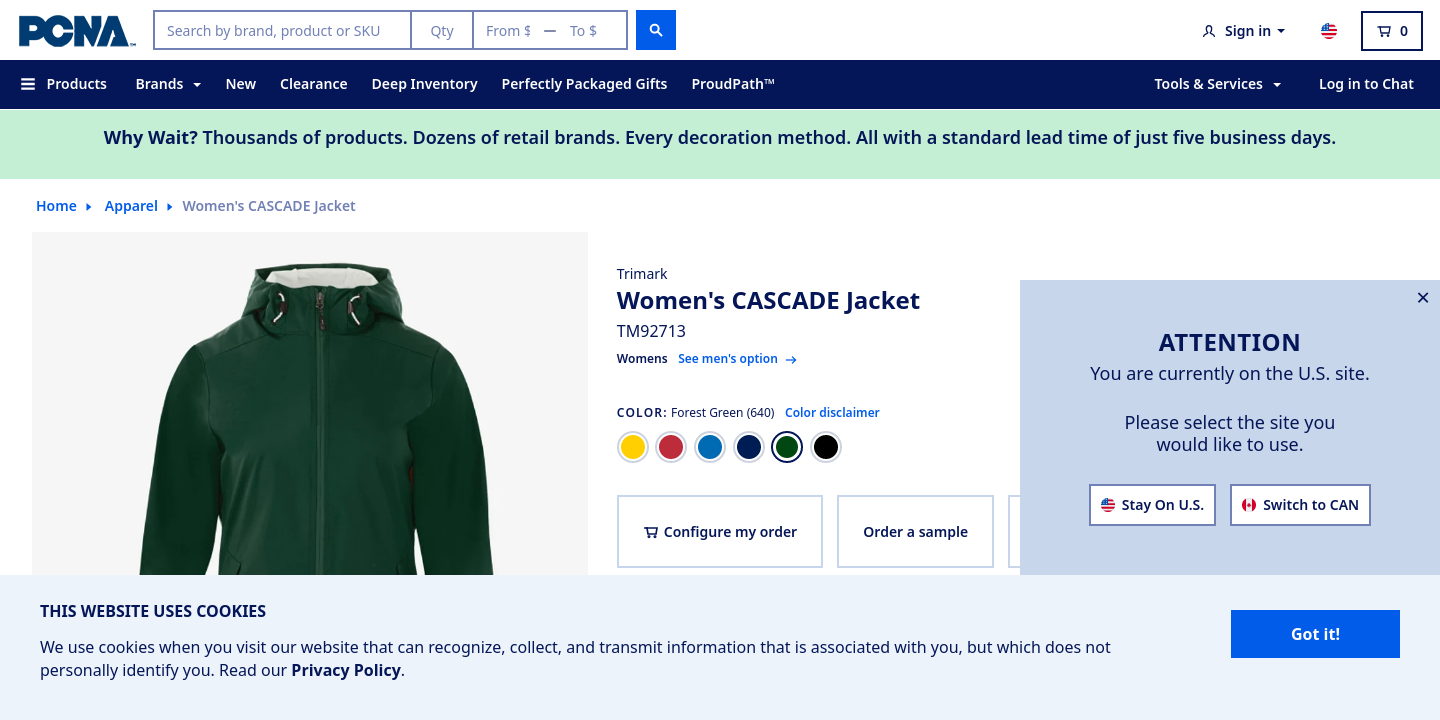 PCNA™
Search by brand, product or SKU
Qty
From $ — To $
Sign in
0
Products
Brands
New
Clearance
Deep Inventory
Perfectly Packaged Gifts
ProudPath™
Tools & Services
Log in to Chat
Why Wait? Thousands of products. Dozens of retail brands. Every decoration method. All with a standard lead time of just five business days.
Home
Apparel
Women's CASCADE Jacket
Trimark
Women's CASCADE Jacket
TM92713
Womens See men's option
COLOR: Forest Green (640) Color disclaimer
Configure my order
Order a sample
ATTENTION
You are currently on the U.S. site.
Please select the site you
would like to use.
Stay On U.S.
Switch to CAN
THIS WEBSITE USES COOKIES
We use cookies when you visit our website that can recognize, collect, and transmit information that is associated with you, but which does not
personally identify you. Read our Privacy Policy.
Got it!